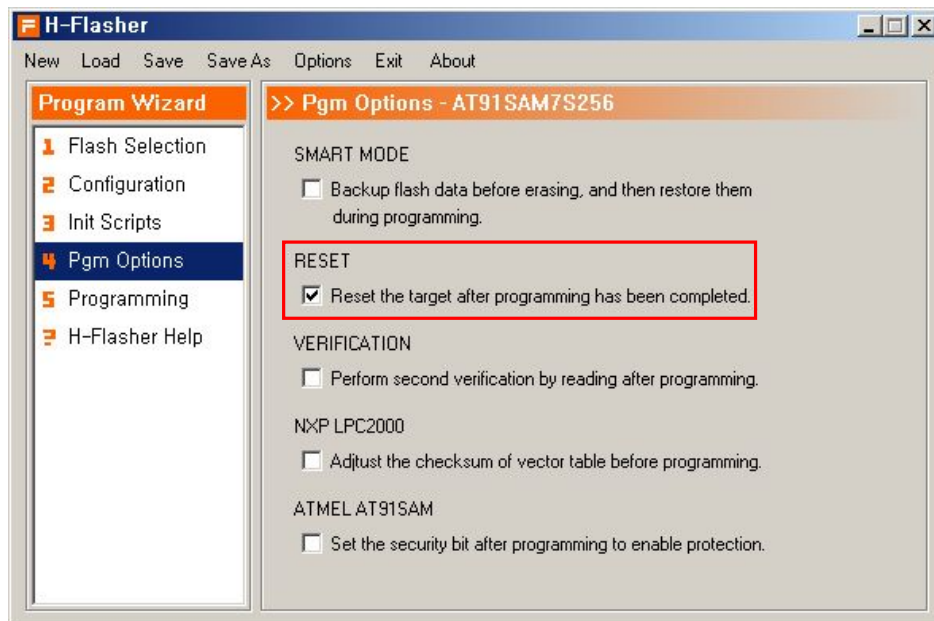 H-Flasher
New Load Save Save As Options Exit About
Program Wizard
1 Flash Selection
2 Configuration
3 Init Scripts
4 Pgm Options
5 Programming
? H-Flasher Help
>> Pgm Options - AT91SAM7S256
SMART MODE
Backup flash data before erasing, and then restore them
during programming.
RESET
Reset the target after programming has been completed.
VERIFICATION
Perform second verification by reading after programming.
NXP LPC2000
Adjtust the checksum of vector table before programming.
ATMEL AT91SAM
Set the security bit after programming to enable protection.